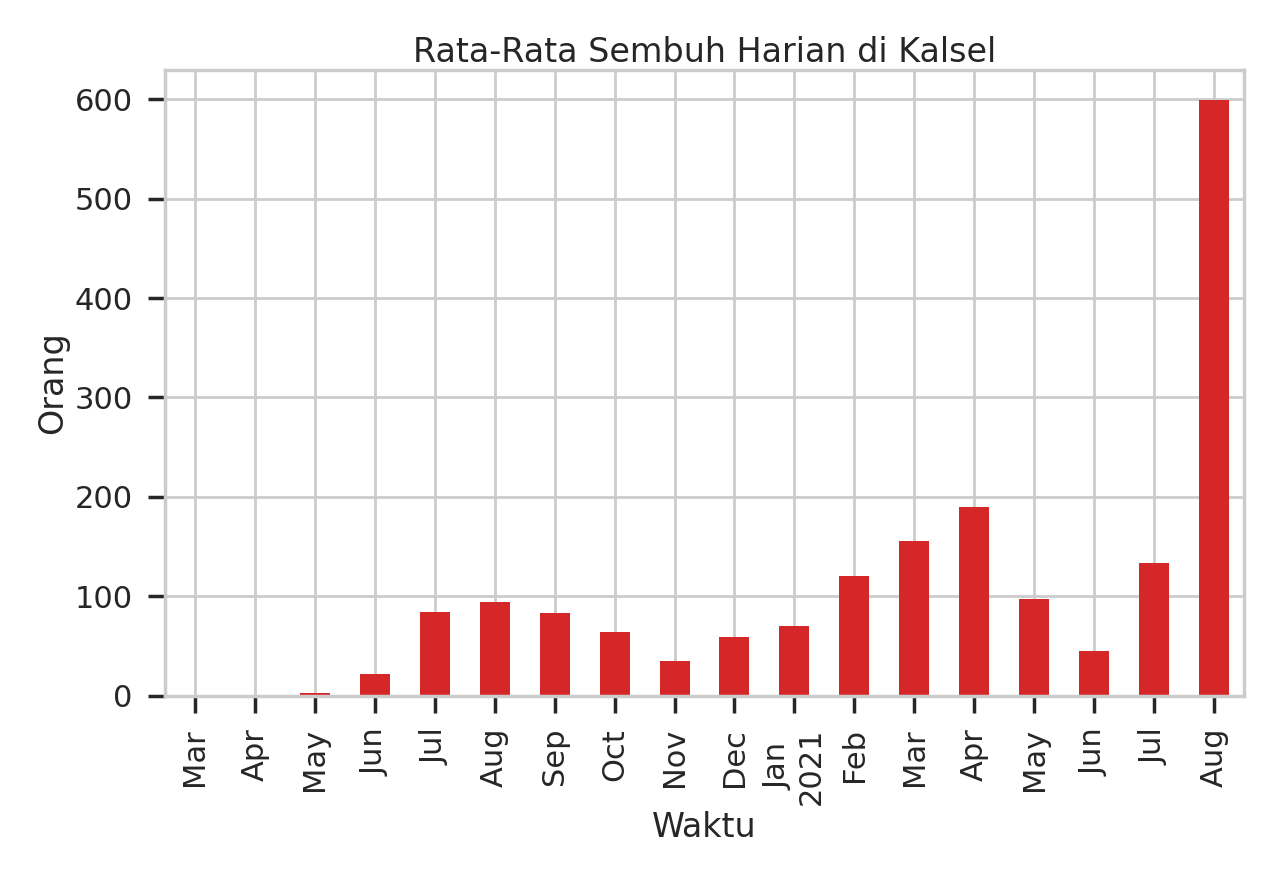 Rata-Rata Sembuh Harian di Kalsel
600
500
400
300
200
100
0
Orang
Mar
Apr
May
Jun
Jul
Aug
Sep
Oct
Nov
Dec
Jan
2021
Feb
Mar
Apr
May
Jun
Jul
Aug
Waktu